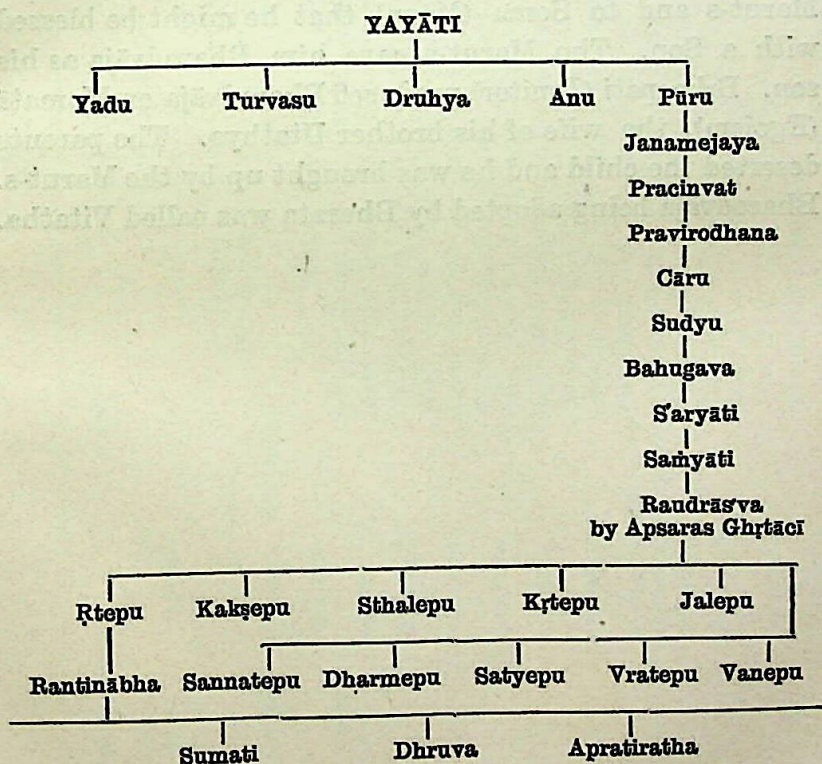 YAYĀTI
Yadu Turvasu Druhya Anu Pūru
Janamejaya
Pracinvat
Pravirodhana
Cāru
Sudyu
Bahugava
S'aryāti
Saṁyāti
Raudrās'va
by Apsaras Ghṛtācī
Ṛtepu Kakṣepu Sthalepu Kṛtepu Jalepu
Rantinābha Sannatepu Dharmepu Satyepu Vratepu Vanepu
Sumati Dhruva Apratiratha